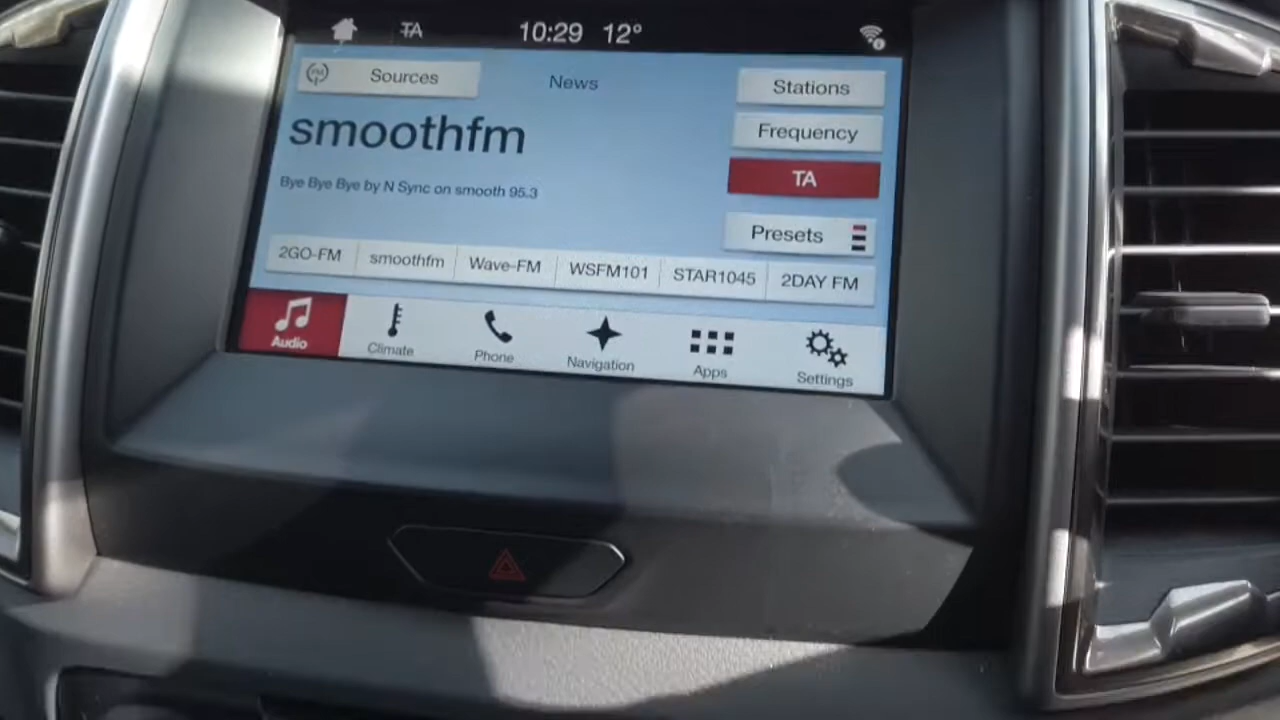 TA 10:29 12°
FM Sources News Stations
smoothfm
Frequency
TA
Bye Bye Bye by N Sync on smooth 95.3
Presets
2GO-FM smoothfm Wave-FM WSFM101 STAR1045 2DAY FM
Audio Climate Phone Navigation Apps Settings